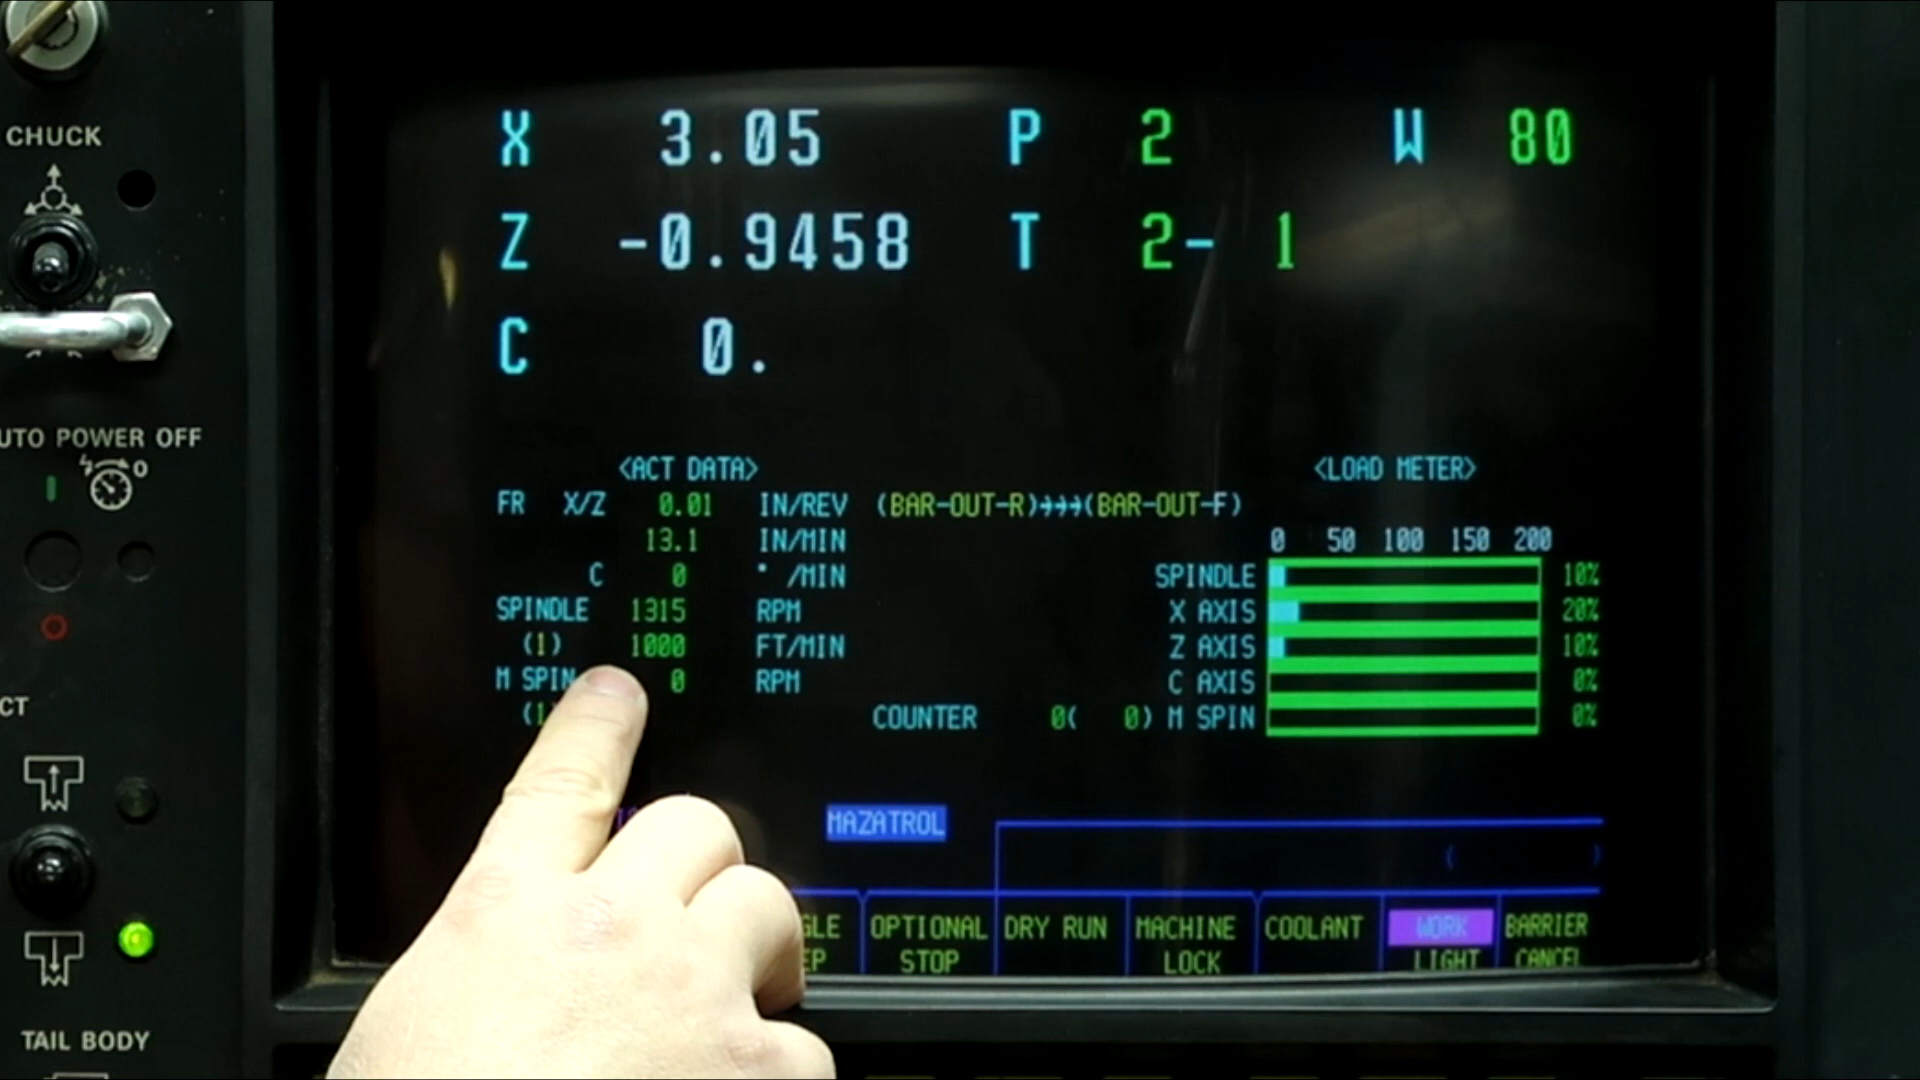 CHUCK
UTO POWER OFF
O
CT
TAIL BODY
X 3.05 P 2 W 80
Z -0.9458 T 2- 1
C 0.
<ACT DATA> <LOAD METER>
FR X/Z 0.01 IN/REV (BAR-OUT-R)→→→(BAR-OUT-F)
13.1 IN/MIN 0 50 100 150 200
C 0 ° /MIN SPINDLE 10%
SPINDLE 1315 RPM X AXIS 20%
(1) 1000 FT/MIN Z AXIS 10%
M SPIN 0 RPM C AXIS 0%
(1 COUNTER 0( 0) M SPIN 0%
MAZATROL
( )
GLE OPTIONAL DRY RUN MACHINE COOLANT WORK BARRIER
EP STOP LOCK LIGHT CANCEL